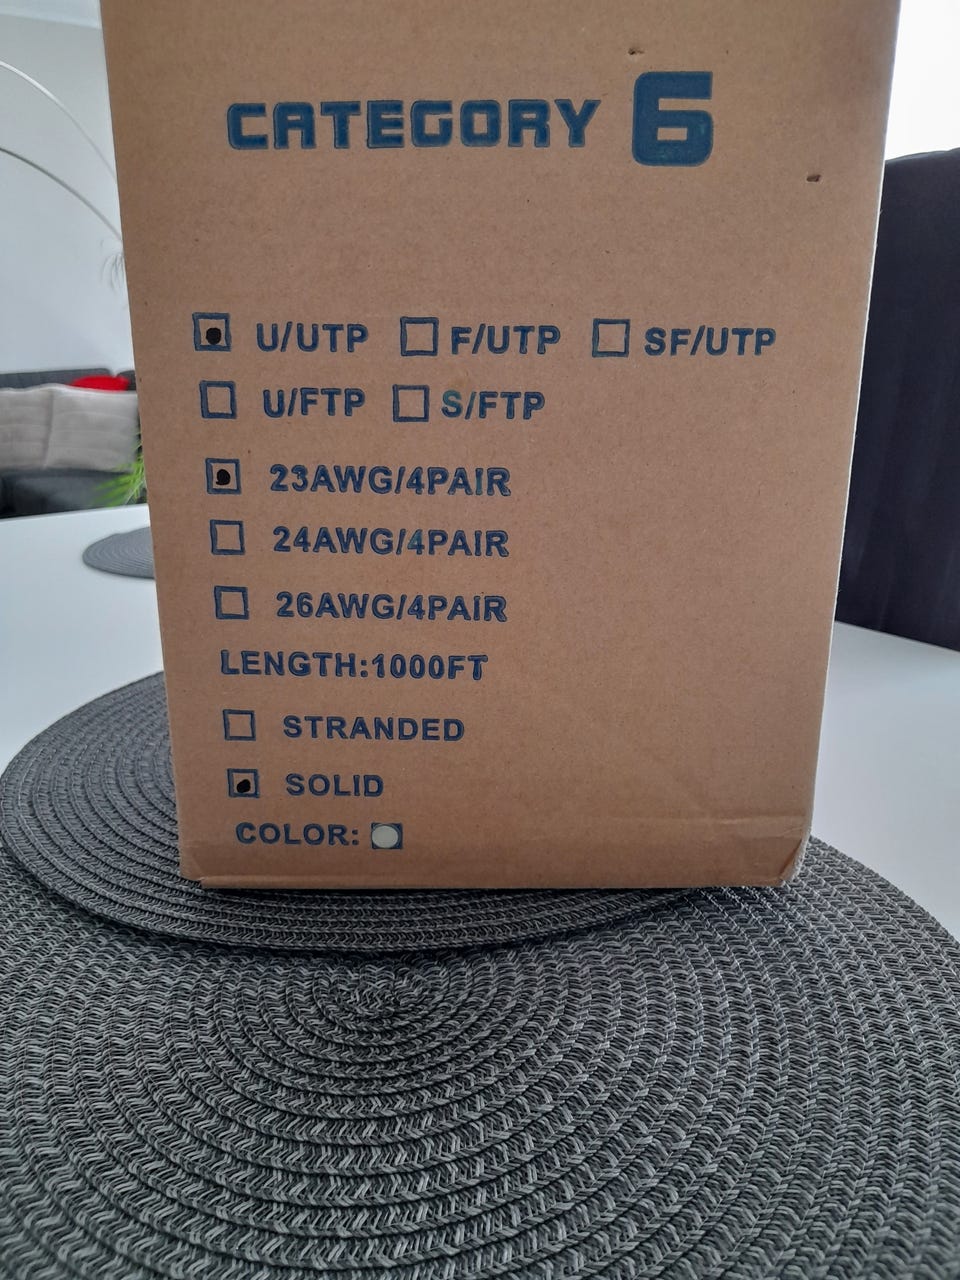 CATEGORY 6
U/UTP F/UTP SF/UTP
U/FTP S/FTP
23AWG/4PAIR
24AWG/4PAIR
26AWG/4PAIR
LENGTH:1000FT
STRANDED
SOLID
COLOR: